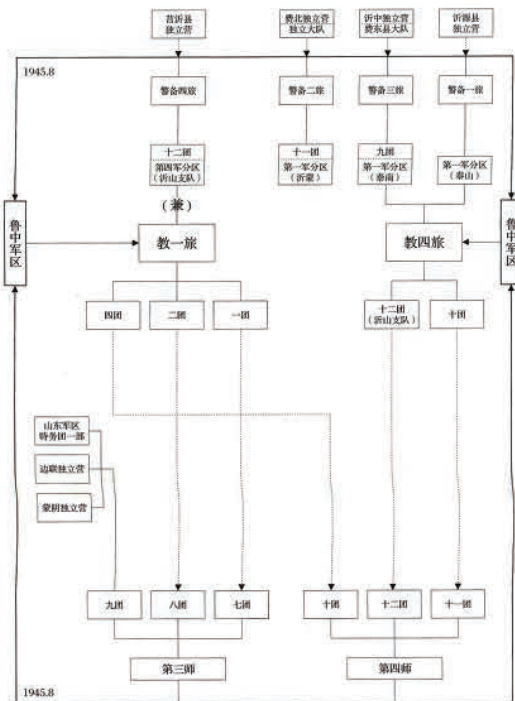 莒沂县
独立营
费北独立营
独立大队
沂中独立营
费东县大队
沂源县
独立营
1945.8
警备四旅
警备二旅
警备三旅
警备一旅
十二团
第四军分区
(沂山支队)
十一团
第一军分区
(沂蒙)
九团
第一军分区
(泰南)
第一军分区
(泰山)
(兼)
鲁中军区
教一旅
教四旅
鲁中军区
四团
二团
一团
十二团
(沂山支队)
十团
山东军区
特务团一部
边联独立营
蒙阴独立营
九团
八团
七团
十团
十二团
十一团
第三师
第四师
1945.8